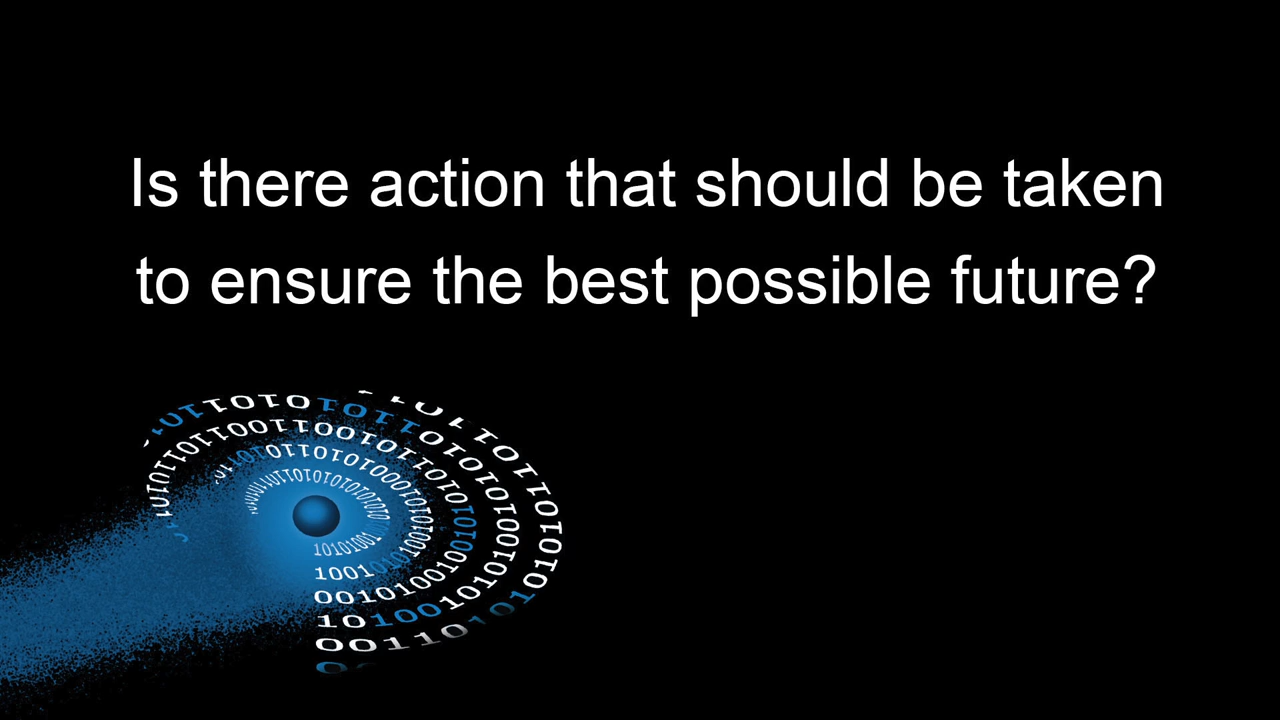 Is there action that should be taken
to ensure the best possible future?